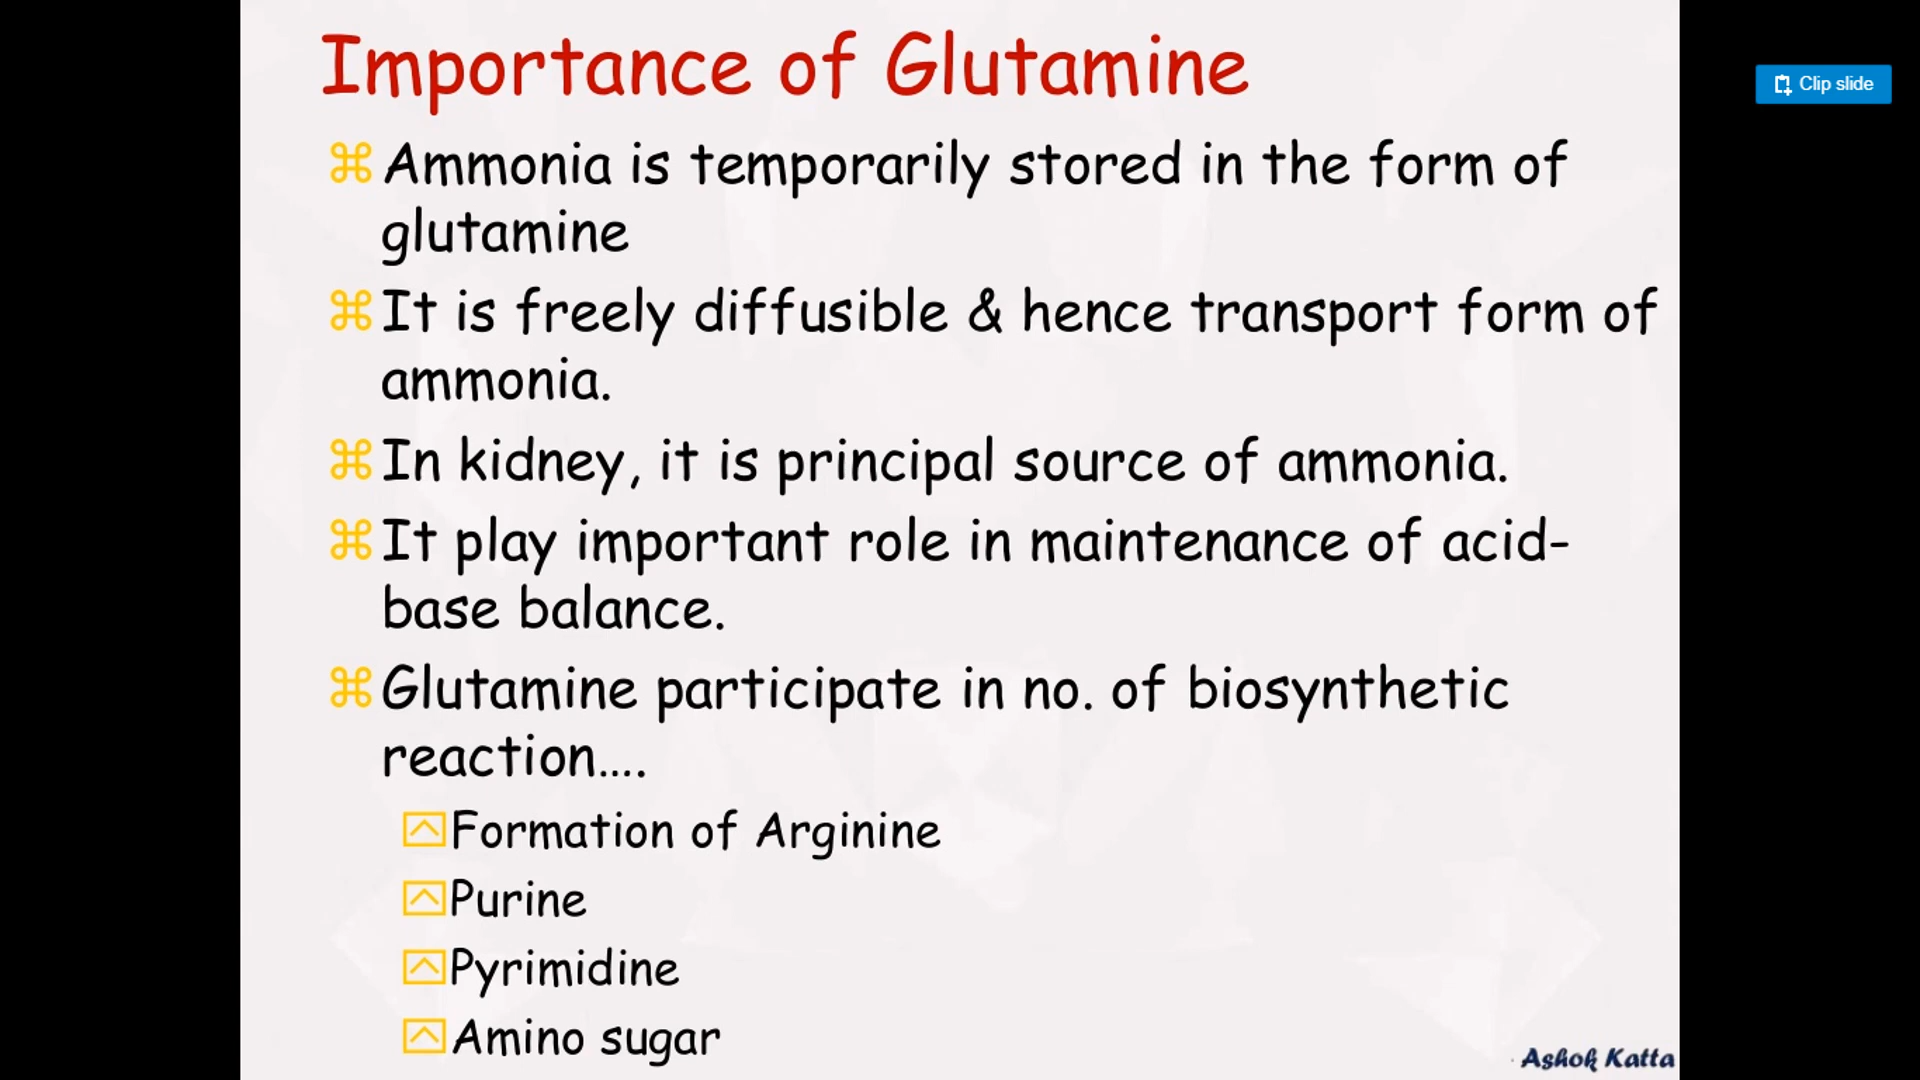 Importance of Glutamine
Clip slide
Ammonia is temporarily stored in the form of
glutamine
It is freely diffusible & hence transport form of
ammonia.
In kidney, it is principal source of ammonia.
It play important role in maintenance of acid-
base balance.
Glutamine participate in no. of biosynthetic
reaction....
Formation of Arginine
Purine
Pyrimidine
Amino sugar
Ashok Katta